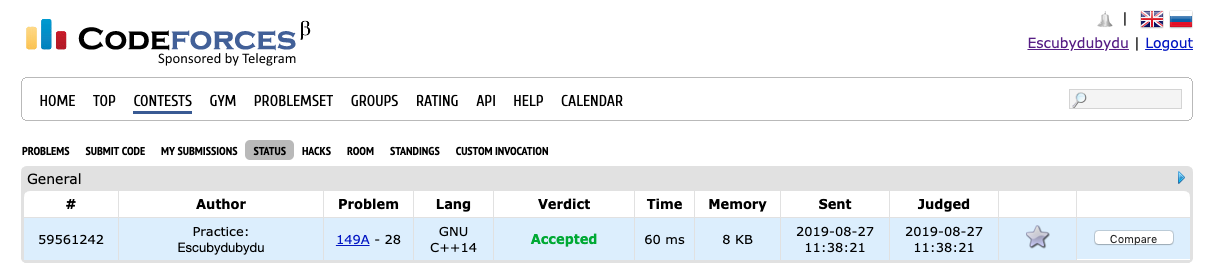 |
CODEFORCES β
Sponsored by Telegram
Escubydubydu | Logout
HOME TOP CONTESTS GYM PROBLEMSET GROUPS RATING API HELP CALENDAR
PROBLEMS SUBMIT CODE MY SUBMISSIONS STATUS HACKS ROOM STANDINGS CUSTOM INVOCATION
General
# Author Problem Lang Verdict Time Memory Sent Judged
59561242 Practice: Escubydubydu 149A - 28 GNU C++14 Accepted 60 ms 8 KB 2019-08-27 11:38:21 2019-08-27 11:38:21 Compare